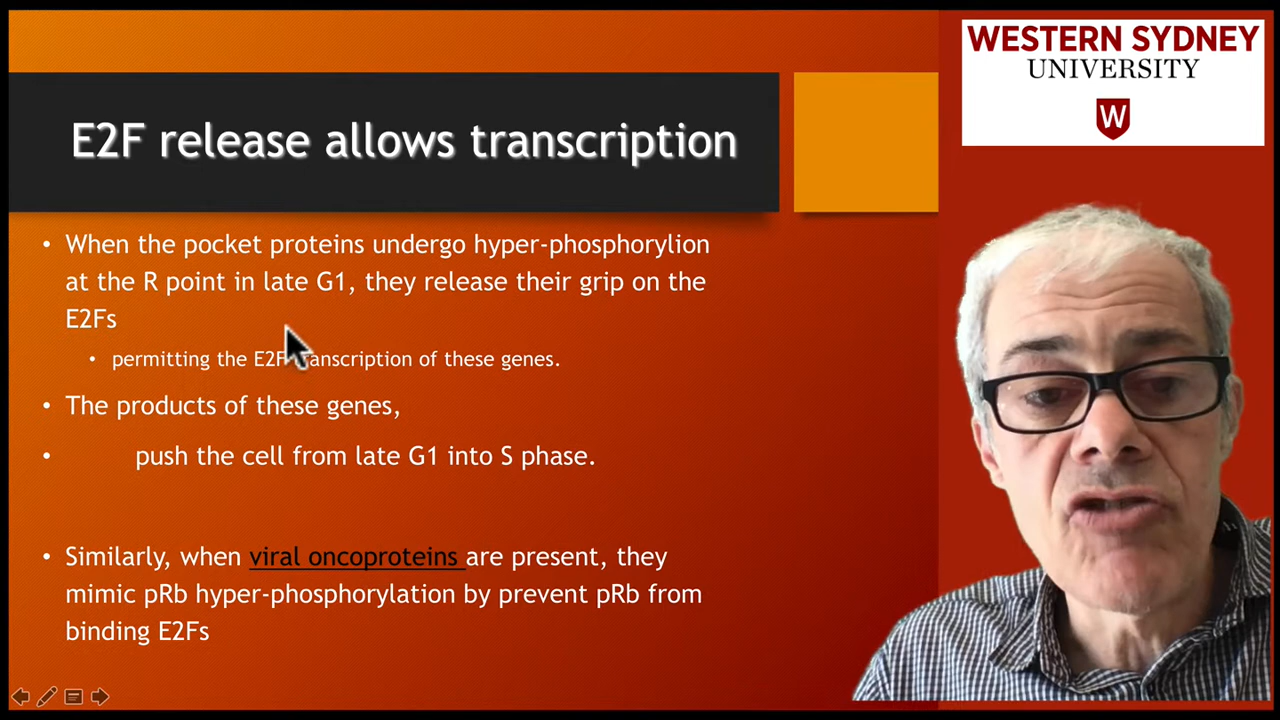 WESTERN SYDNEY
UNIVERSITY
W
E2F release allows transcription
• When the pocket proteins undergo hyper-phosphorylion
at the R point in late G1, they release their grip on the
E2Fs
• permitting the E2F transcription of these genes.
• The products of these genes,
• push the cell from late G1 into S phase.
• Similarly, when viral oncoproteins are present, they
mimic pRb hyper-phosphorylation by prevent pRb from
binding E2Fs